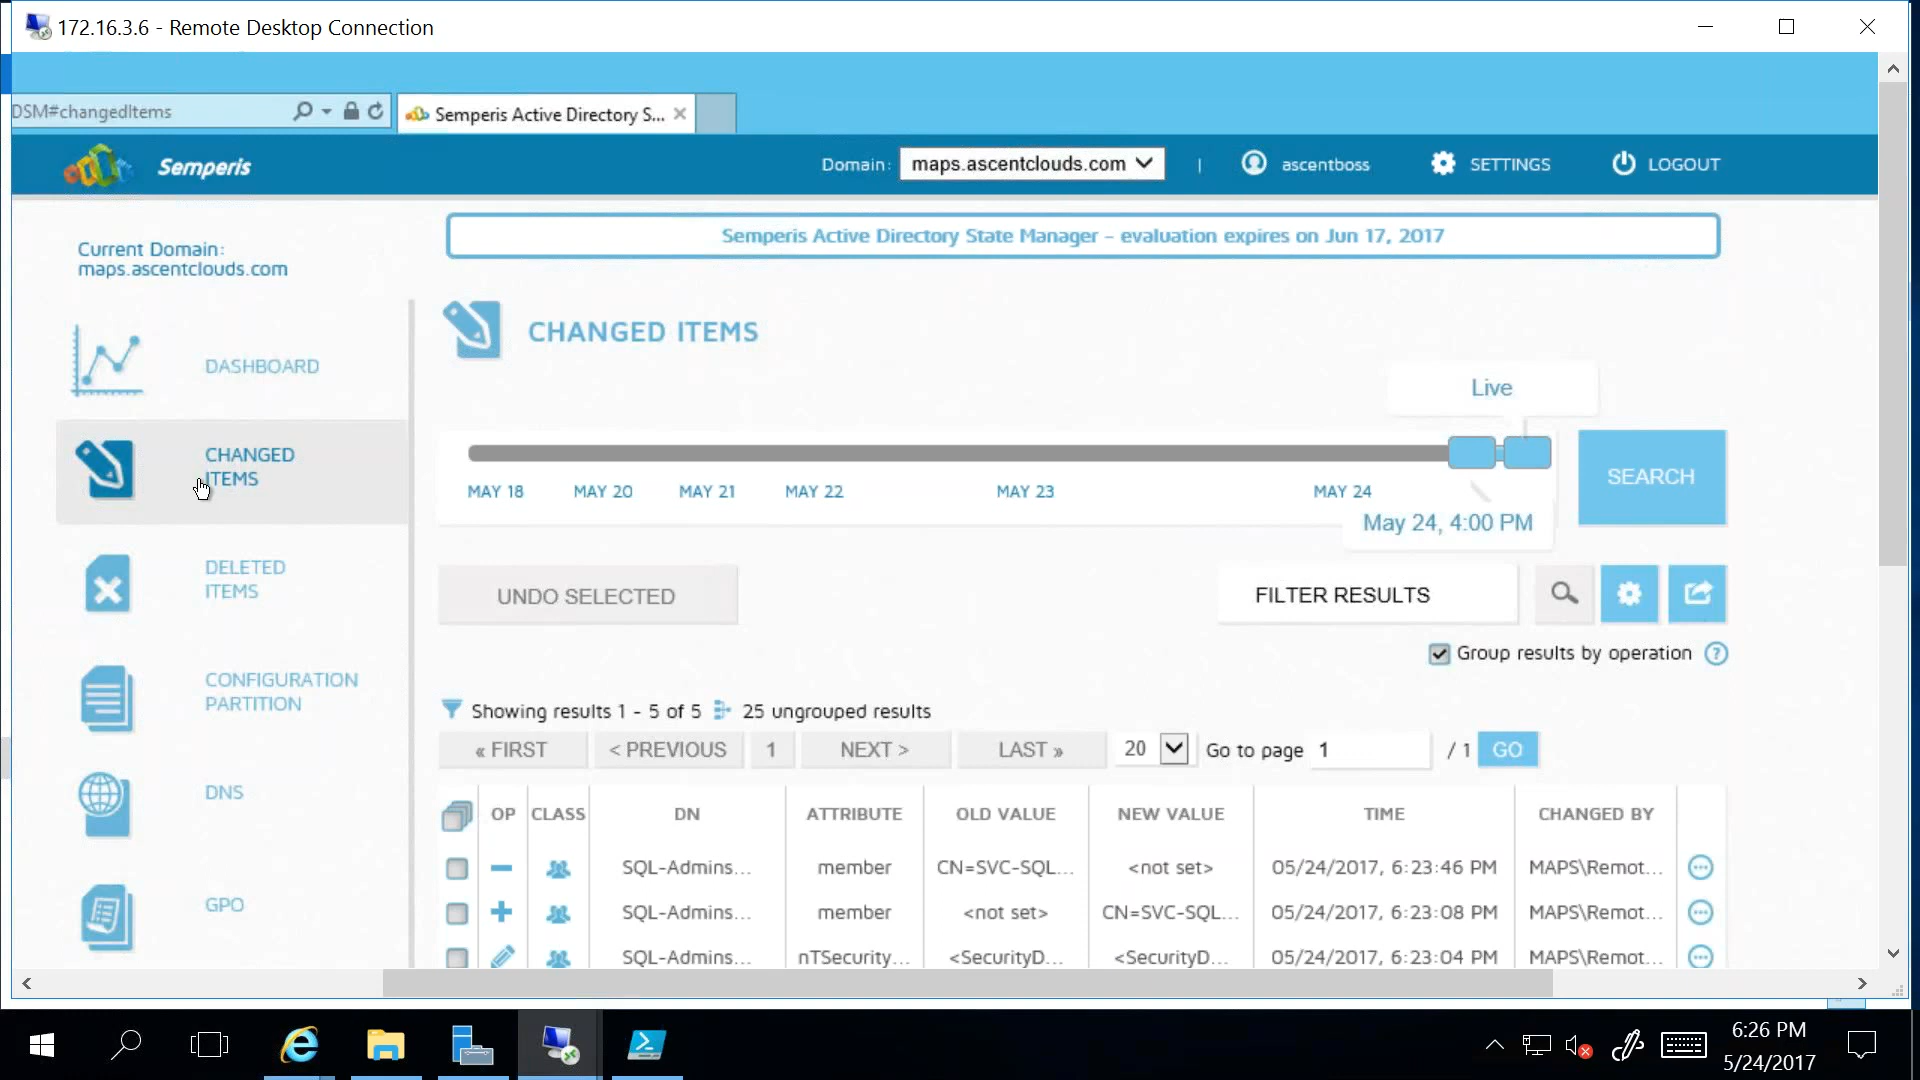 172.16.3.6 - Remote Desktop Connection
DSM#changedItems
Semperis Active Directory S...
Semperis
Domain:
maps.ascentclouds.com
|
ascentboss
SETTINGS
LOGOUT
Current Domain:
maps.ascentclouds.com
Semperis Active Directory State Manager – evaluation expires on Jun 17, 2017
CHANGED ITEMS
DASHBOARD
CHANGED
ITEMS
DELETED
ITEMS
CONFIGURATION
PARTITION
DNS
GPO
Live
MAY 18 MAY 20 MAY 21 MAY 22 MAY 23 MAY 24
May 24, 4:00 PM
SEARCH
UNDO SELECTED
FILTER RESULTS
Group results by operation ?
Showing results 1 - 5 of 5 25 ungrouped results
« FIRST < PREVIOUS 1 NEXT > LAST » 20 Go to page 1 / 1 GO
OP CLASS DN ATTRIBUTE OLD VALUE NEW VALUE TIME CHANGED BY
SQL-Admins... member CN=SVC-SQL... <not set> 05/24/2017, 6:23:46 PM MAPS\Remot...
SQL-Admins... member <not set> CN=SVC-SQL... 05/24/2017, 6:23:08 PM MAPS\Remot...
SQL-Admins... nTSecurity... <SecurityD... <SecurityD... 05/24/2017, 6:23:04 PM MAPS\Remot...
6:26 PM
5/24/2017